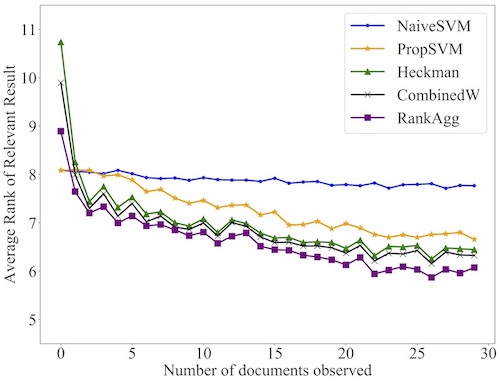 11
10
9
8
7
6
5
Average Rank of Relevant Result
NaiveSVM
PropSVM
Heckman
CombinedW
RankAgg
0 5 10 15 20 25 30
Number of documents observed